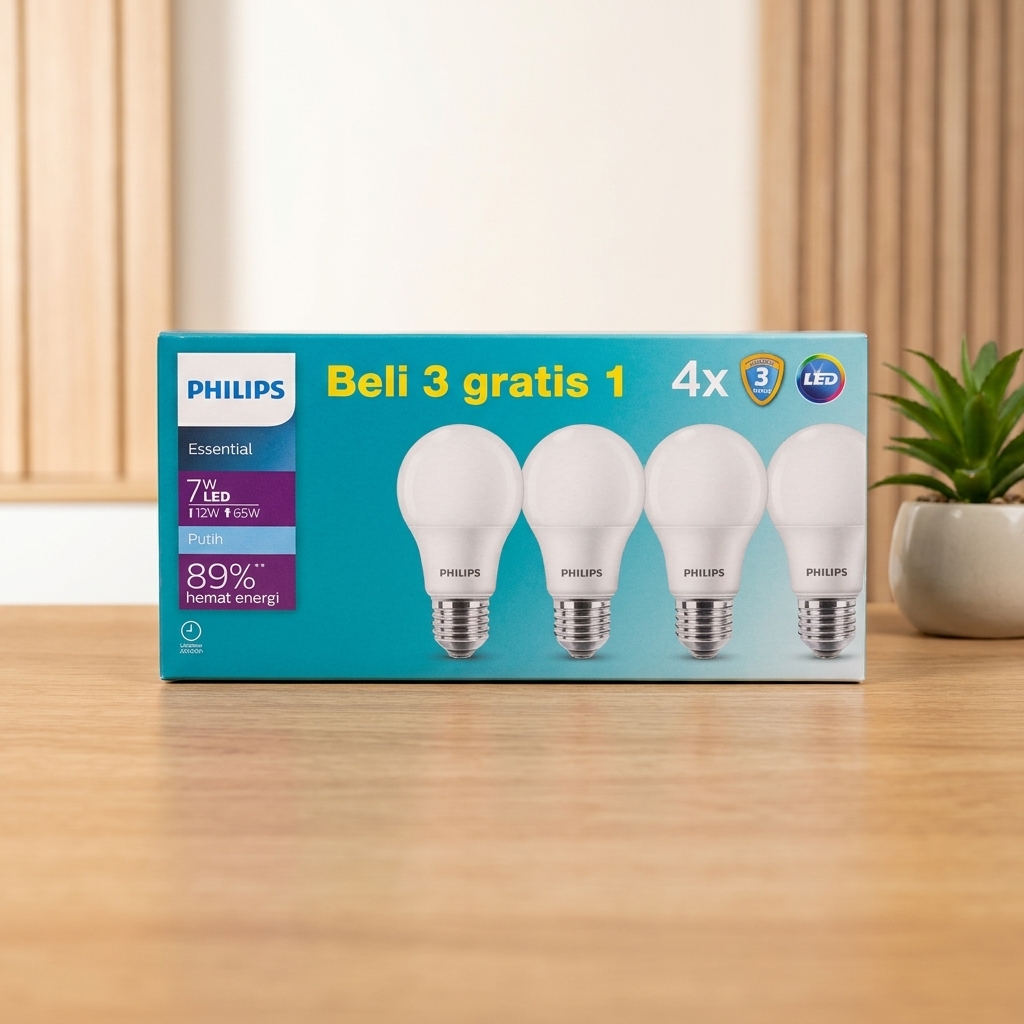 PHILIPS
Beli 3 gratis 1
4x
3
LED
Essential
7W
LED
12W 65W
Putih
89%**
hemat energi
PHILIPS
PHILIPS
PHILIPS
PHILIPS